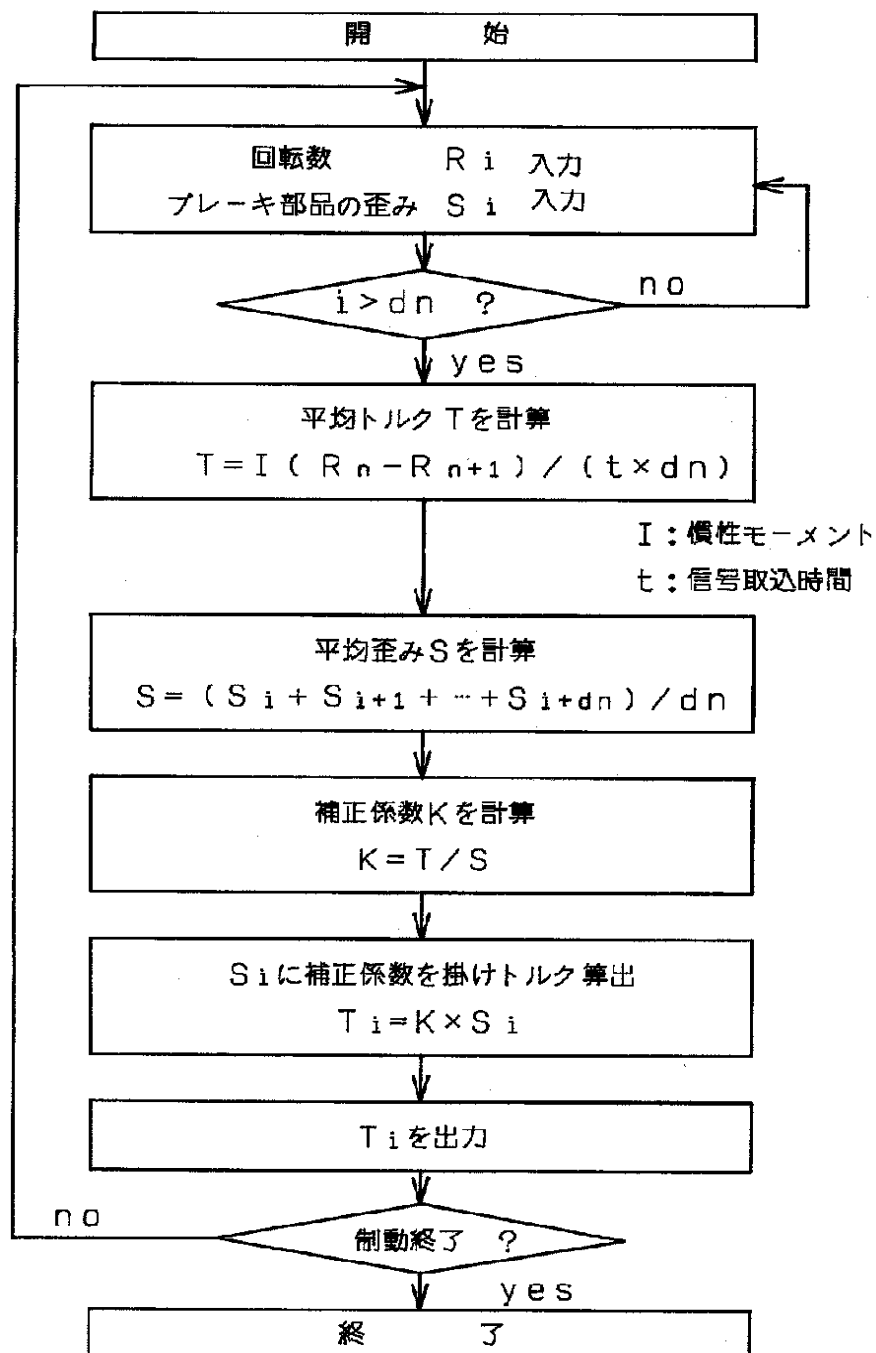 開 始
回転数 Ri 入力
ブレーキ部品の歪み Si 入力
i>dn ?
no
yes
平均トルクTを計算
T=I(Rn-Rn+1)/(t×dn)
I:慣性モーメント
t:信号取込時間
平均歪みSを計算
S=(Si+Si+1+…+Si+dn)/dn
補正係数Kを計算
K=T/S
Siに補正係数を掛けトルク算出
Ti=K×Si
Tiを出力
no
制動終了 ?
yes
終 了